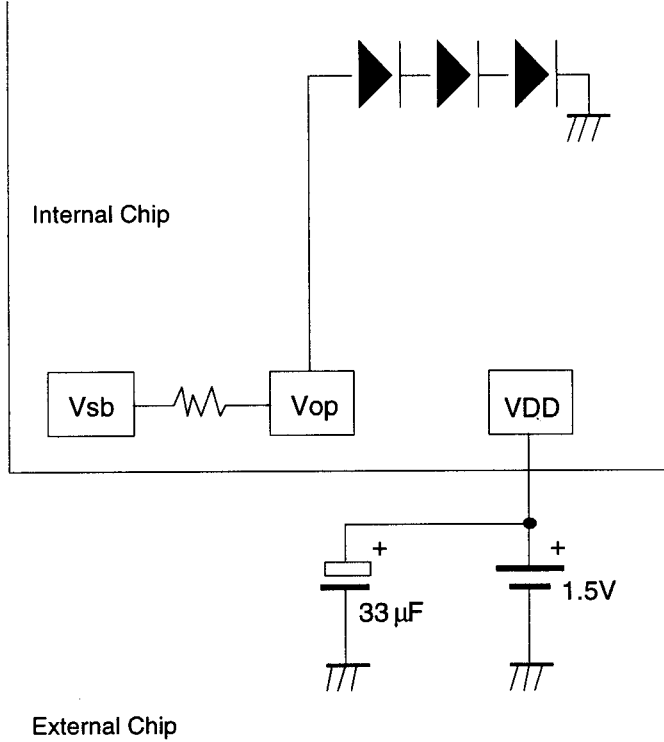 Internal Chip
Vsb
Vop
VDD
+
+
33 µF
1.5V
External Chip